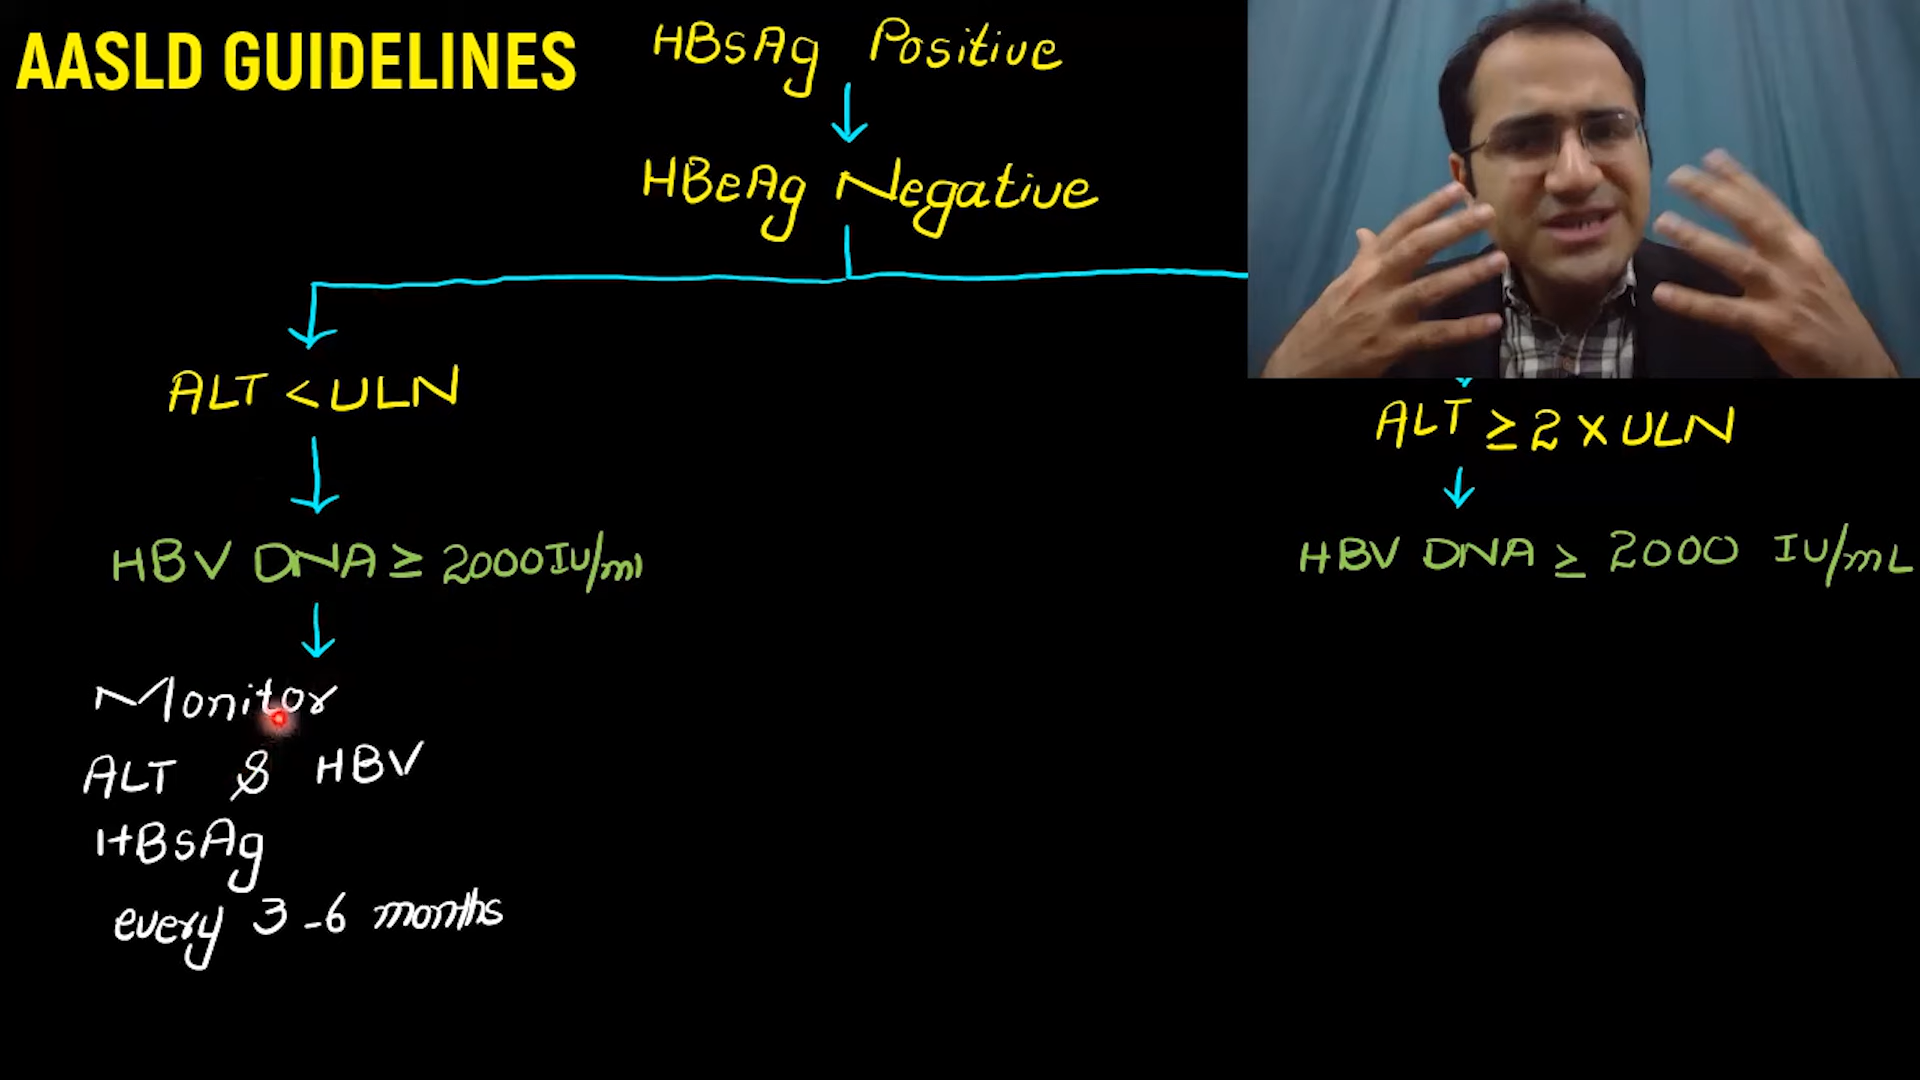 AASLD GUIDELINES
HBsAg Positive
HBeAg Negative
ALT < ULN
ALT ≥ 2 x ULN
HBV DNA ≥ 2000 IU/ml
HBV DNA ≥ 2000 IU/mL
Monitor
ALT & HBV
HBsAg
every 3-6 months